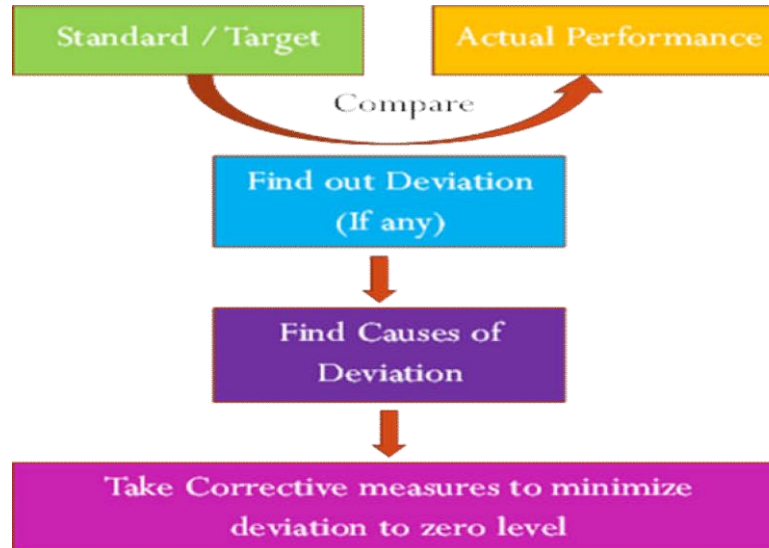 Standard / Target
Actual Performance
Compare
Find out Deviation
(If any)
Find Causes of
Deviation
Take Corrective measures to minimize
deviation to zero level